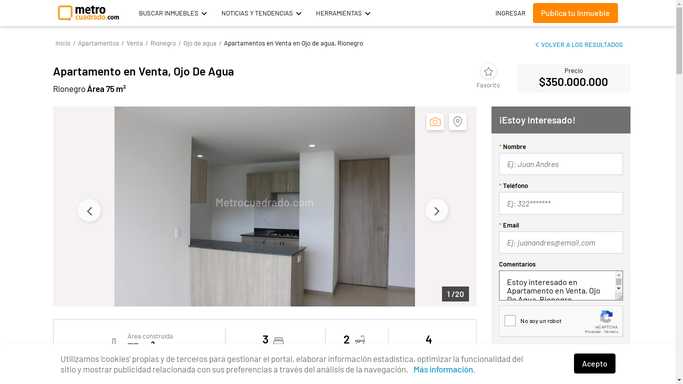 metro
cuadrado.com
BUSCAR INMUEBLES
NOTICIAS Y TENDENCIAS
HERRAMIENTAS
INGRESAR
Publica tu inmueble
Inicio / Apartamentos / Venta / Rionegro / Ojo de agua / Apartamentos en Venta en Ojo de agua, Rionegro
VOLVER A LOS RESULTADOS
Apartamento en Venta, Ojo De Agua
Rionegro Área 75 m²
Favorito
Precio
$350.000.000
Metrocuadrado.com
1 / 20
¡Estoy Interesado!
* Nombre
Ej: Juan Andres
* Teléfono
Ej: 322*******
* Email
Ej: juanandres@email.com
Comentarios
Estoy interesado en
Apartamento en Venta, Ojo
De Agua, Rionegro
No soy un robot
reCAPTCHA
Privacidad - Términos
Área construida
3
2
4
Utilizamos 'cookies' propias y de terceros para gestionar el portal, elaborar información estadística, optimizar la funcionalidad del
sitio y mostrar publicidad relacionada con sus preferencias a través del análisis de la navegación. Más información.
Acepto